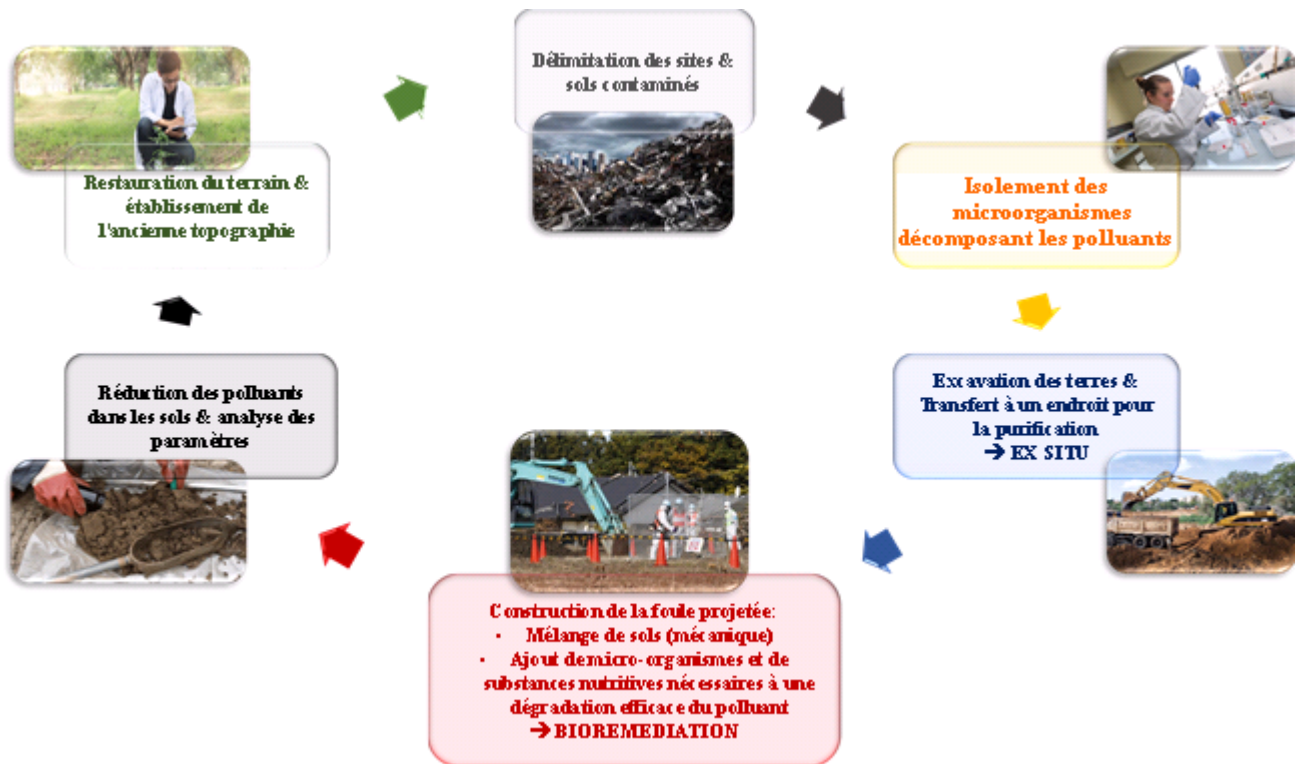 Délimitation des sites &
sols contaminés
Isolement des
microorganismes
décomposant les polluants
Excavation des terres &
Transfert à un endroit pour
la purification
➔ EX SITU
Construction de la foule projetée:
• Mélange de sols (mécanique)
• Ajout de micro-organismes et de
substances nutritives nécessaires à une
dégradation efficace du polluant
➔ BIOREMEDIATION
Réduction des polluants
dans les sols & analyse des
paramètres
Restauration du terrain &
établissement de
l'ancienne topographie